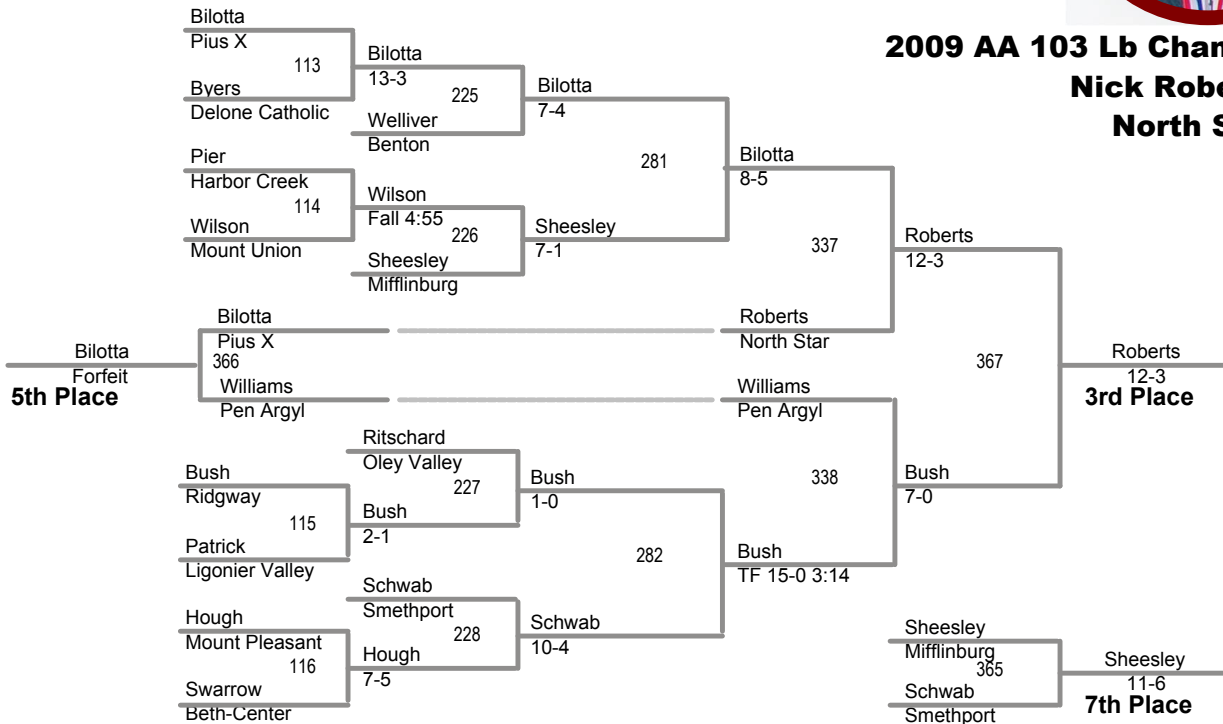 2009 AA 103 Lb
Nick
North
Bilotta
Pius X
113
Byers
Delone Catholic
Bilotta
13-3
225
Welliver
Benton
Bilotta
7-4
Pier
Harbor Creek
114
Wilson
Mount Union
Wilson
Fall 4:55
226
Sheesley
Mifflinburg
Sheesley
7-1
281
Bilotta
8-5
337
Roberts
North Star
Roberts
12-3
Bilotta
Pius X
366
Williams
Pen Argyl
Bilotta
Forfeit
5th Place
Williams
Pen Argyl
367
Roberts
12-3
3rd Place
Ritschard
Oley Valley
227
Bush
Ridgway
115
Patrick
Ligonier Valley
Bush
2-1
Bush
1-0
338
Bush
7-0
282
Bush
TF 15-0 3:14
Schwab
Smethport
228
Hough
Mount Pleasant
116
Swarrow
Beth-Center
Hough
7-5
Schwab
10-4
Sheesley
Mifflinburg
365
Schwab
Smethport
Sheesley
11-6
7th Place